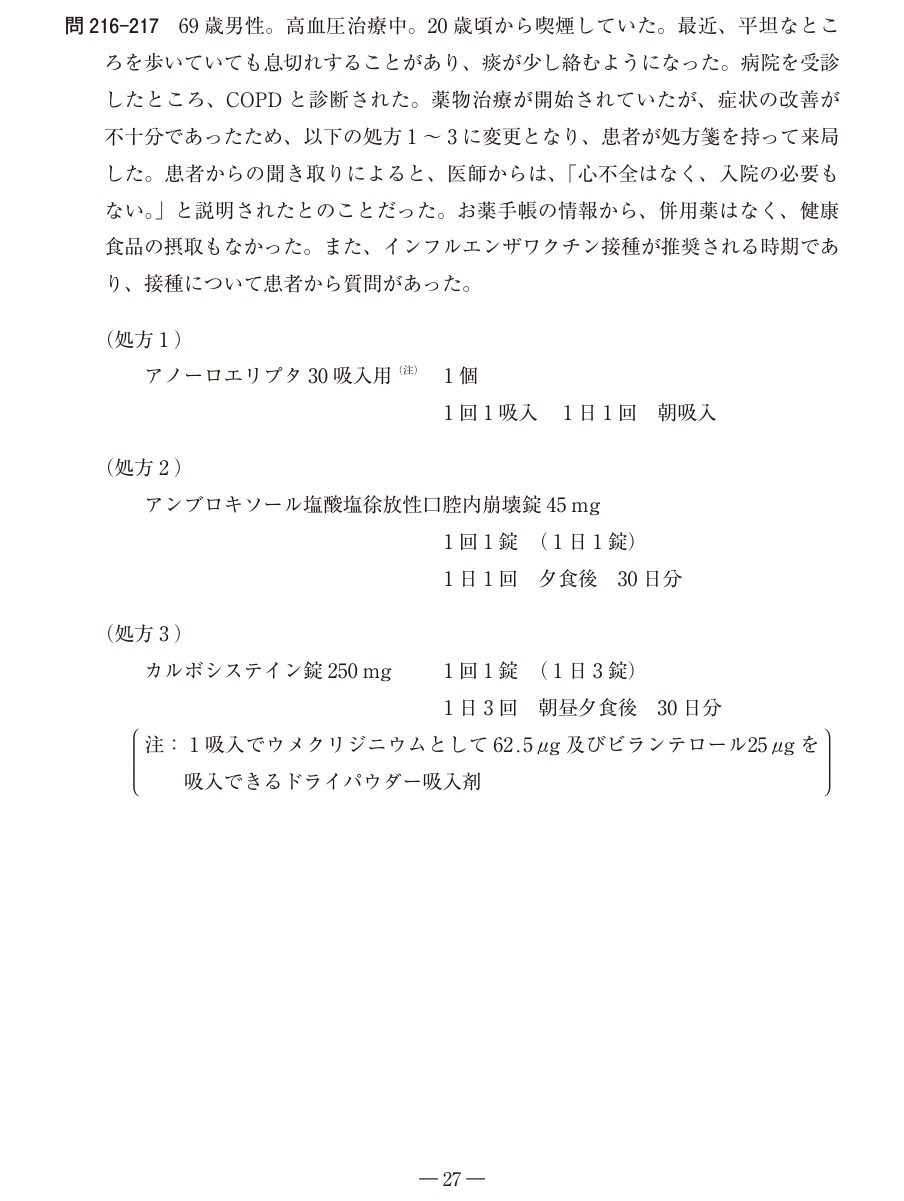 問 216−217 69 歳男性。高血圧治療中。20 歳頃から喫煙していた。最近、平坦なとこ
ろを歩いていても息切れすることがあり、痰が少し絡むようになった。病院を受診
したところ、COPD と診断された。薬物治療が開始されていたが、症状の改善が
不十分であったため、以下の処方1〜3に変更となり、患者が処方箋を持って来局
した。患者からの聞き取りによると、医師からは、「心不全はなく、入院の必要も
ない。」と説明されたとのことだった。お薬手帳の情報から、併用薬はなく、健康
食品の摂取もなかった。また、インフルエンザワクチン接種が推奨される時期であ
り、接種について患者から質問があった。
(処方1)
アノーロエリプタ 30 吸入用(注) 1個
1回1吸入 1日1回 朝吸入
(処方2)
アンブロキソール塩酸塩徐放性口腔内崩壊錠 45 mg
1回1錠 (1日1錠)
1日1回 夕食後 30 日分
(処方3)
カルボシステイン錠 250 mg 1回1錠 (1日3錠)
1日3回 朝昼夕食後 30 日分
注:1吸入でウメクリジニウムとして 62.5 μg 及びビランテロール25 μg を
吸入できるドライパウダー吸入剤
― 27 ―